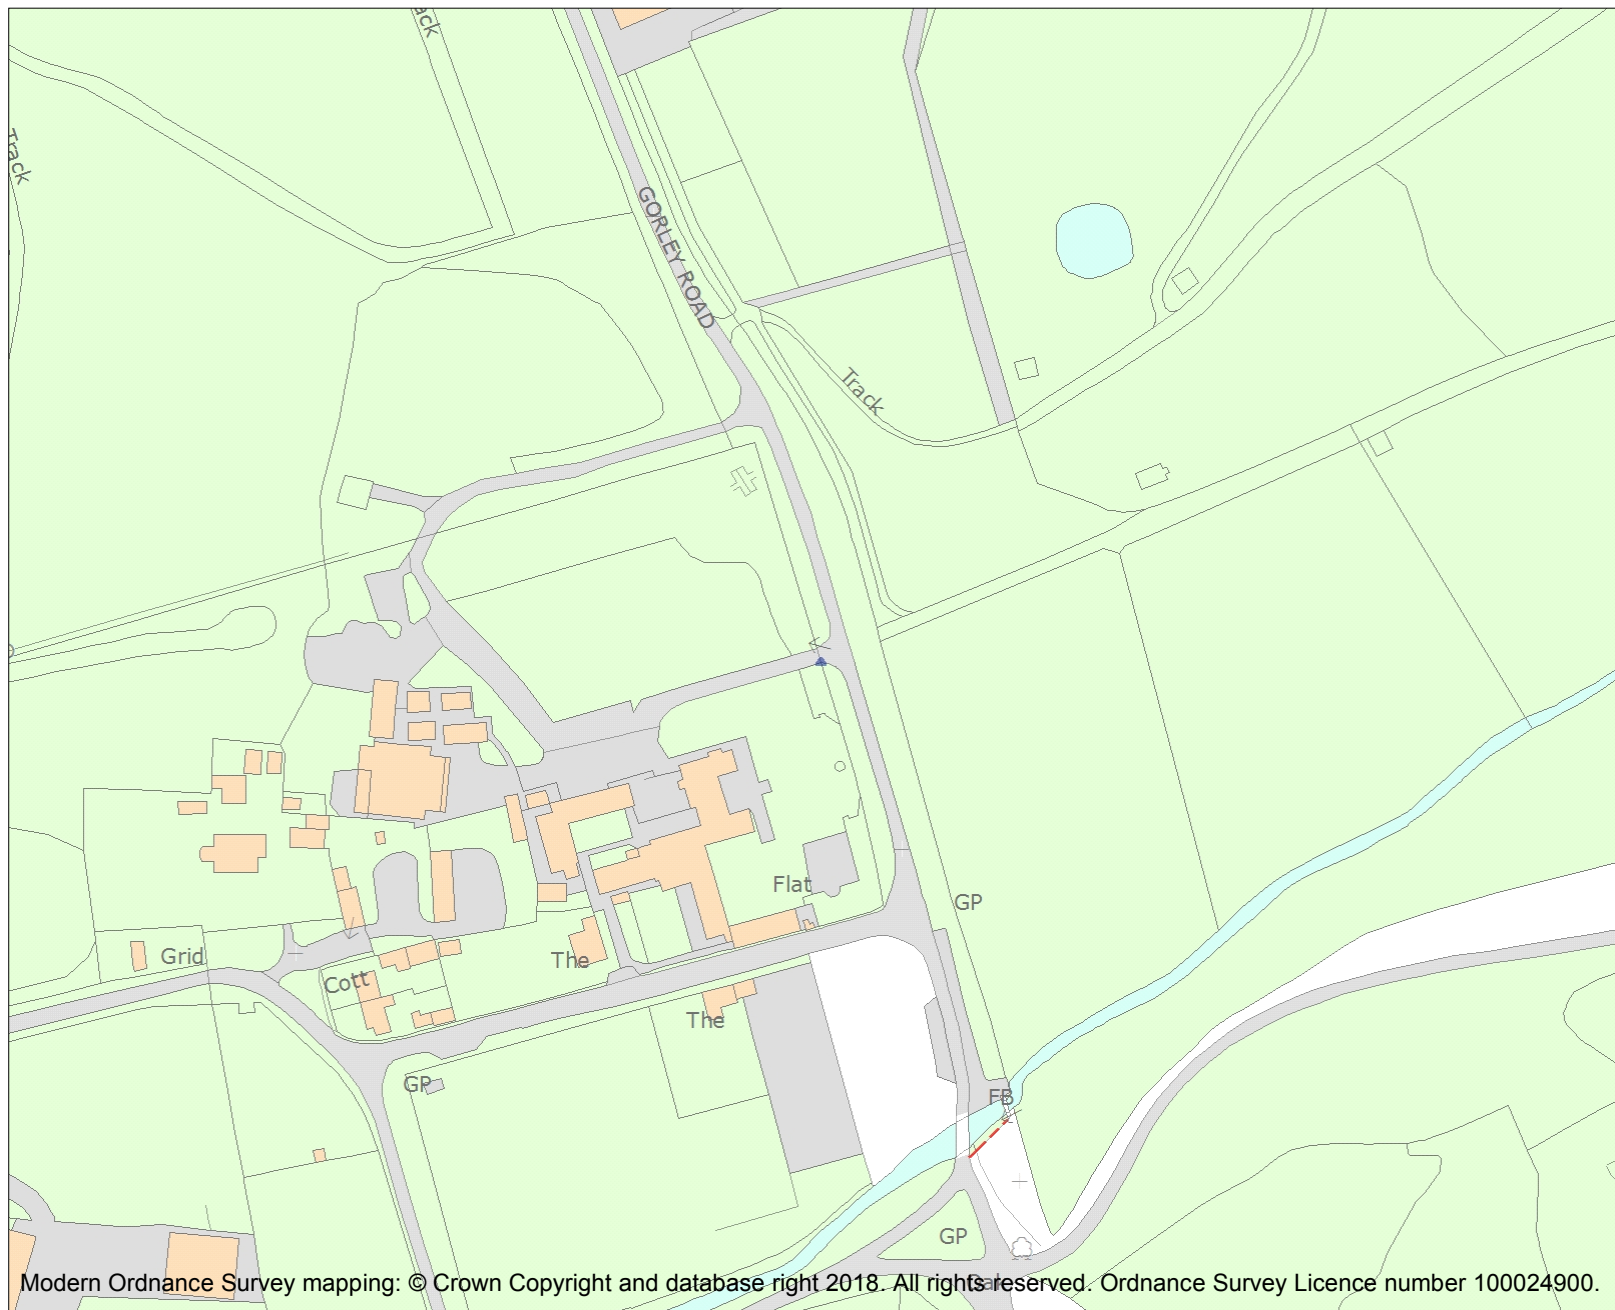 ack
Track
GORLEY ROAD
Track
Flat
GP
Grid
The
Cott
The
GP
FB
GP
Oak
Modern Ordnance Survey mapping: © Crown Copyright and database right 2018. All rights reserved. Ordnance Survey Licence number 100024900.